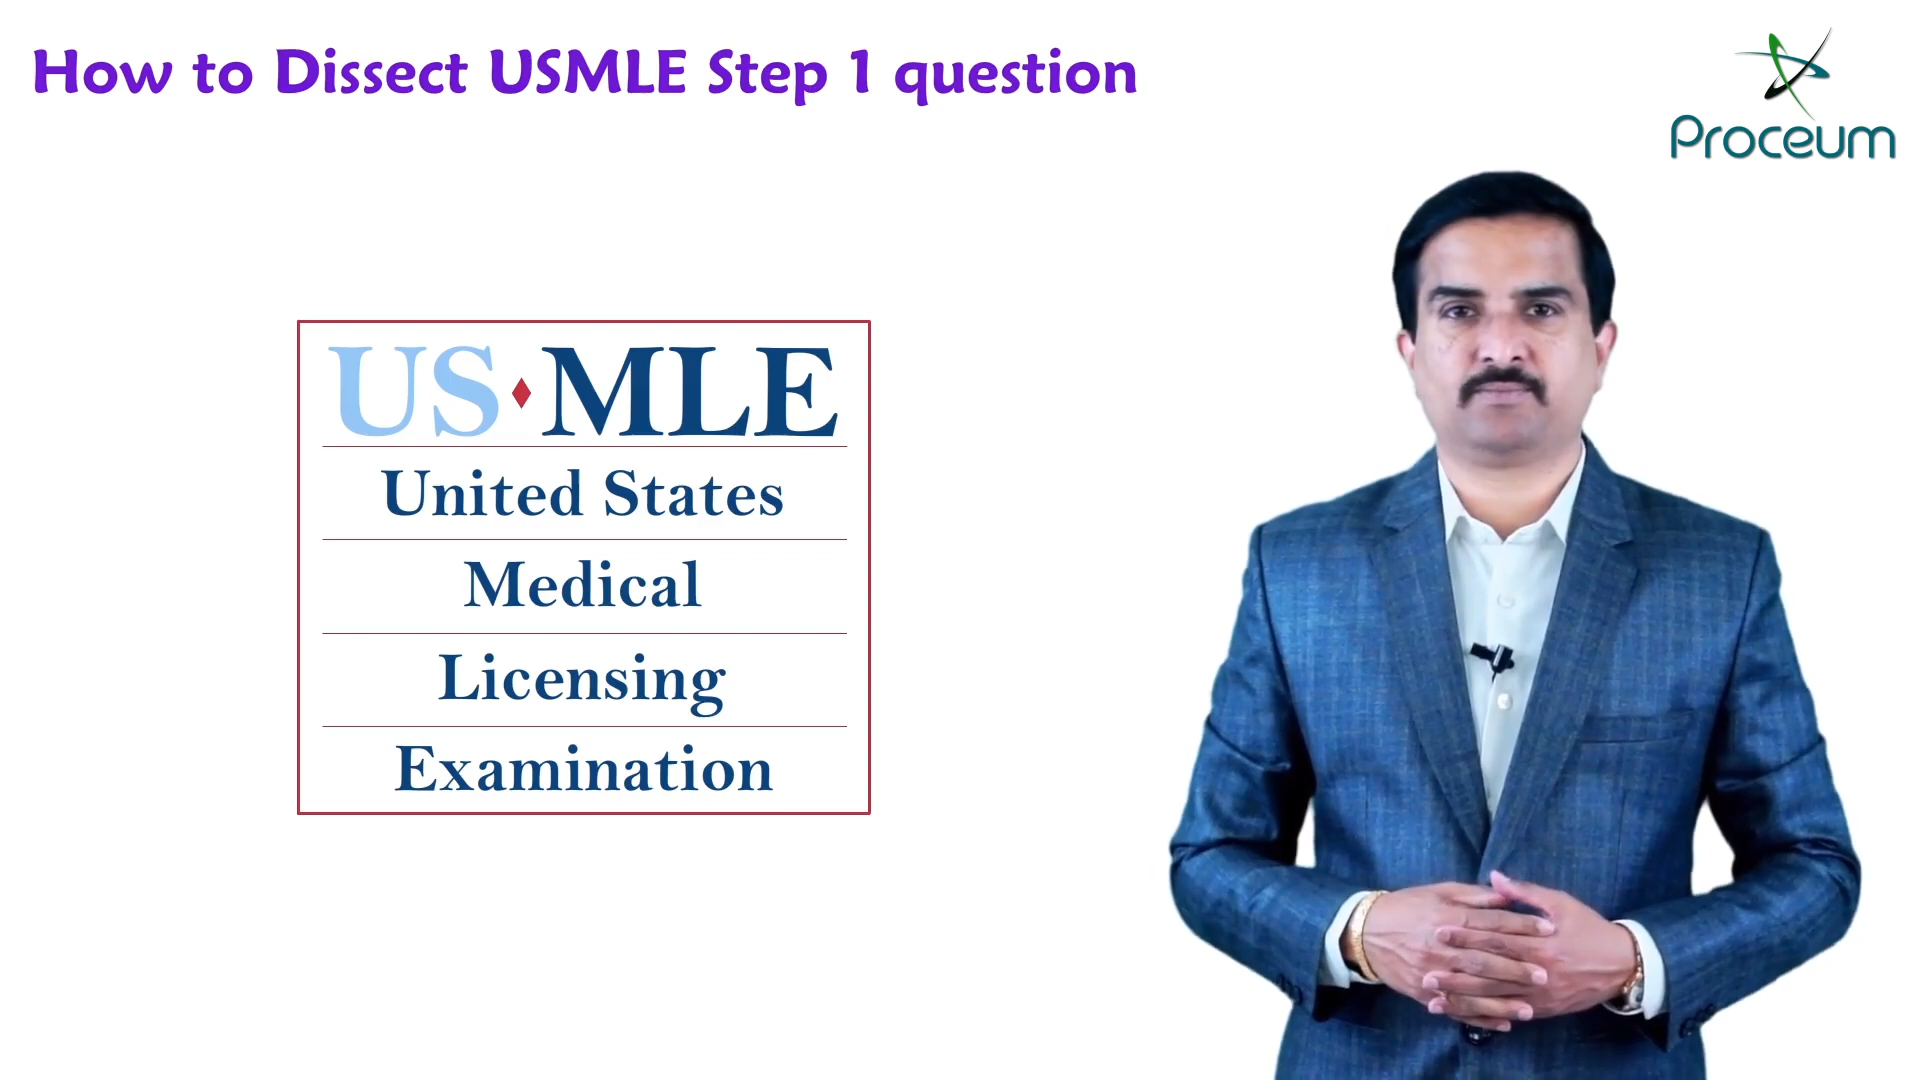 How to Dissect USMLE Step 1 question
Proceum
US♦MLE
United States
Medical
Licensing
Examination